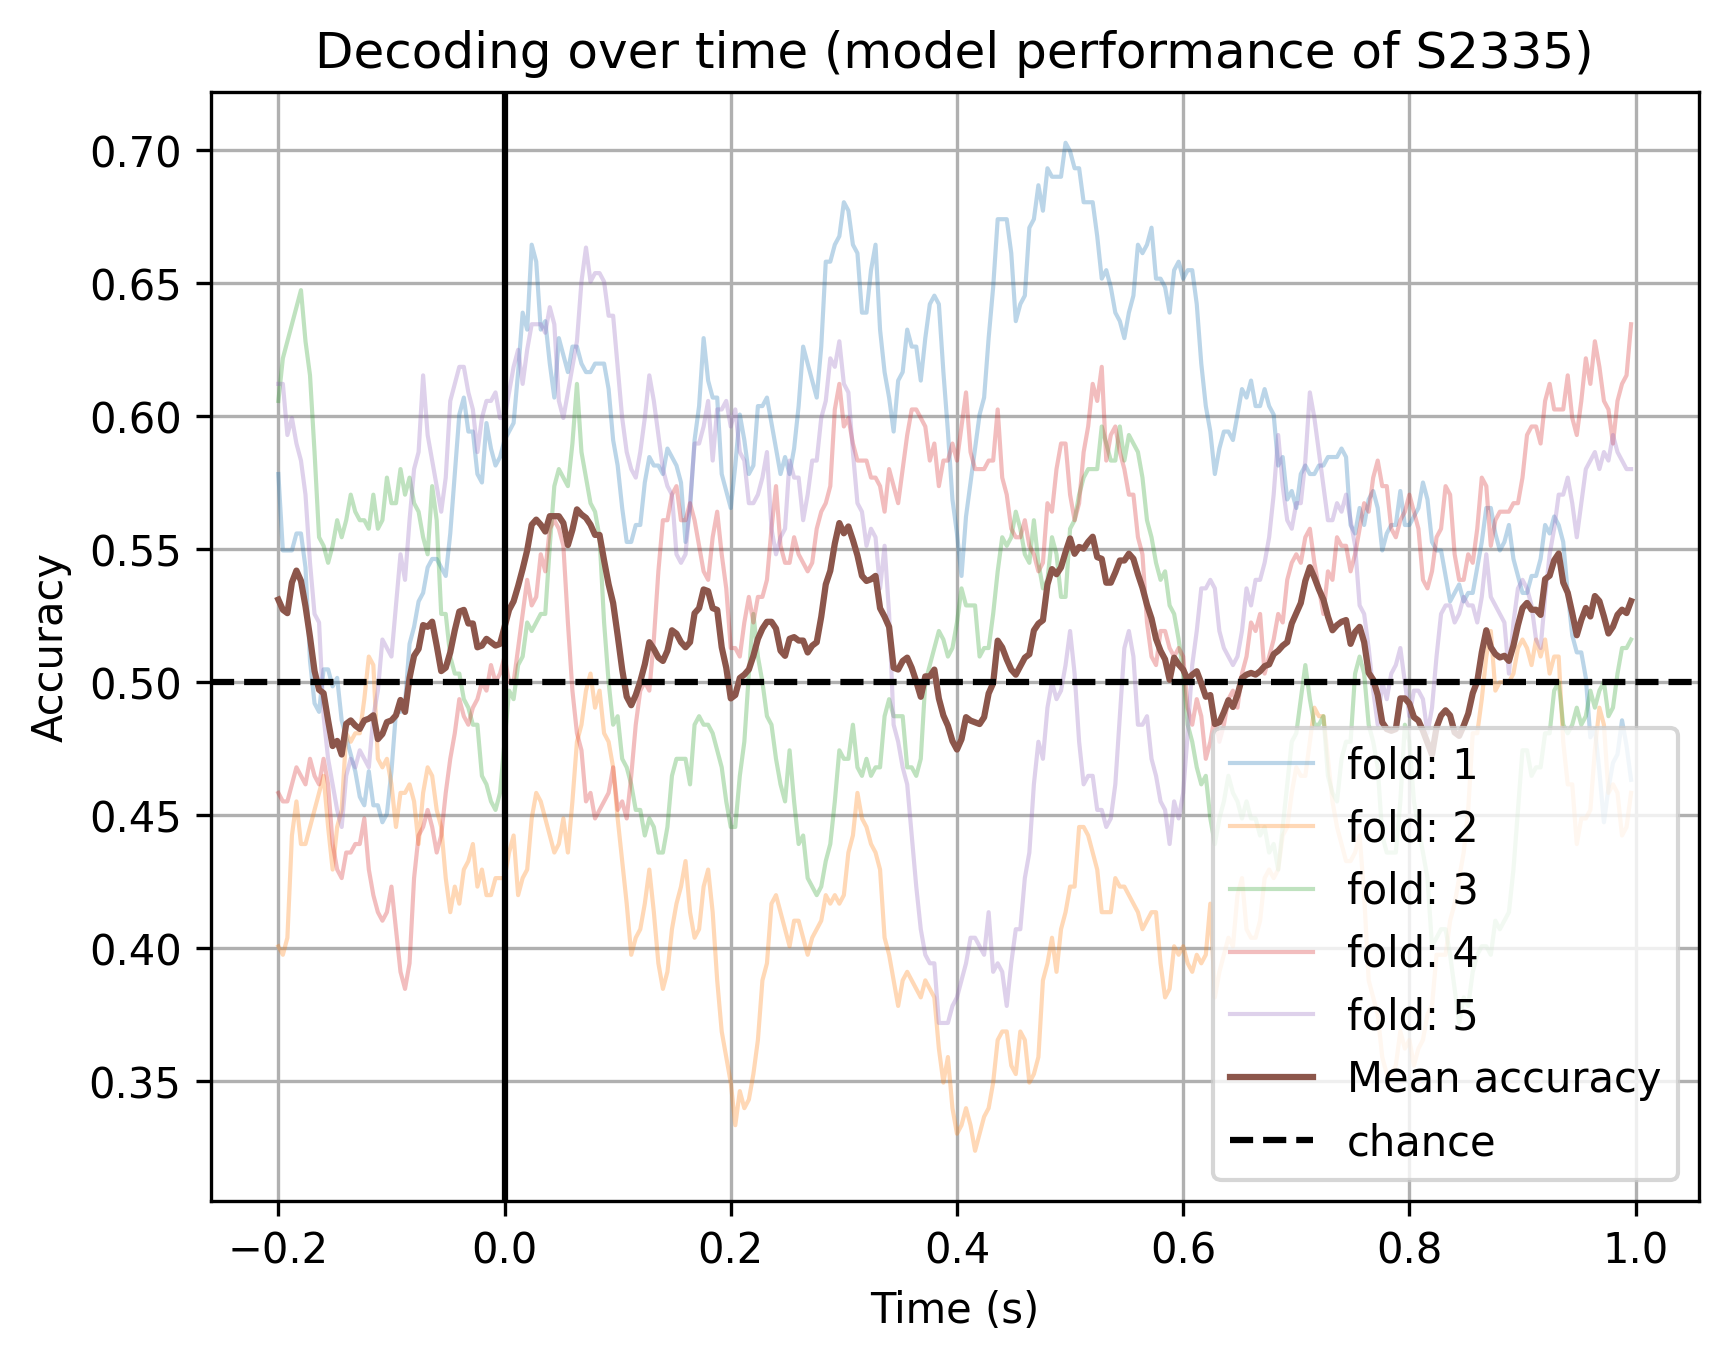 Decoding over time (model performance of S2335)
Accuracy
0.70
0.65
0.60
0.55
0.50
0.45
0.40
0.35
fold: 1
fold: 2
fold: 3
fold: 4
fold: 5
Mean accuracy
chance
−0.2
0.0
0.2
0.4
0.6
0.8
1.0
Time (s)